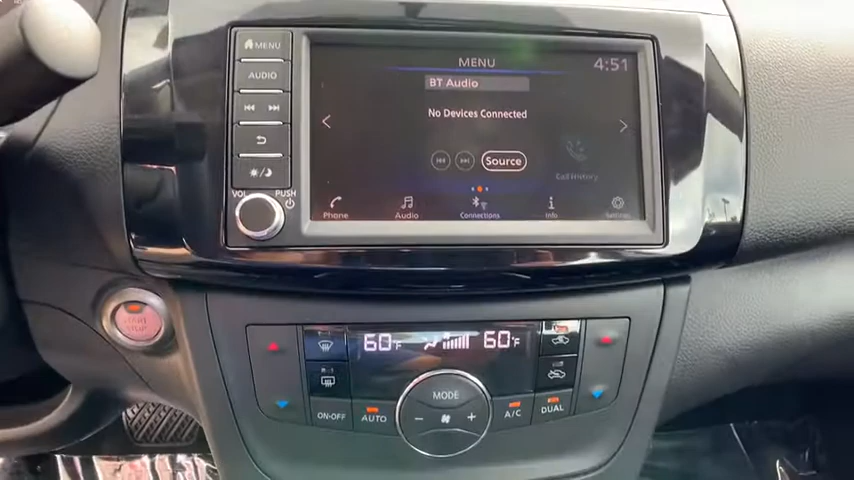 MENU
AUDIO
VOL PUSH
MENU
4:51
BT Audio
No Devices Connected
Source
Call History
Phone
Audio
Connections
Info
Settings
START
STOP
60°F
60°F
MODE
ON•OFF
AUTO
A/C
DUAL